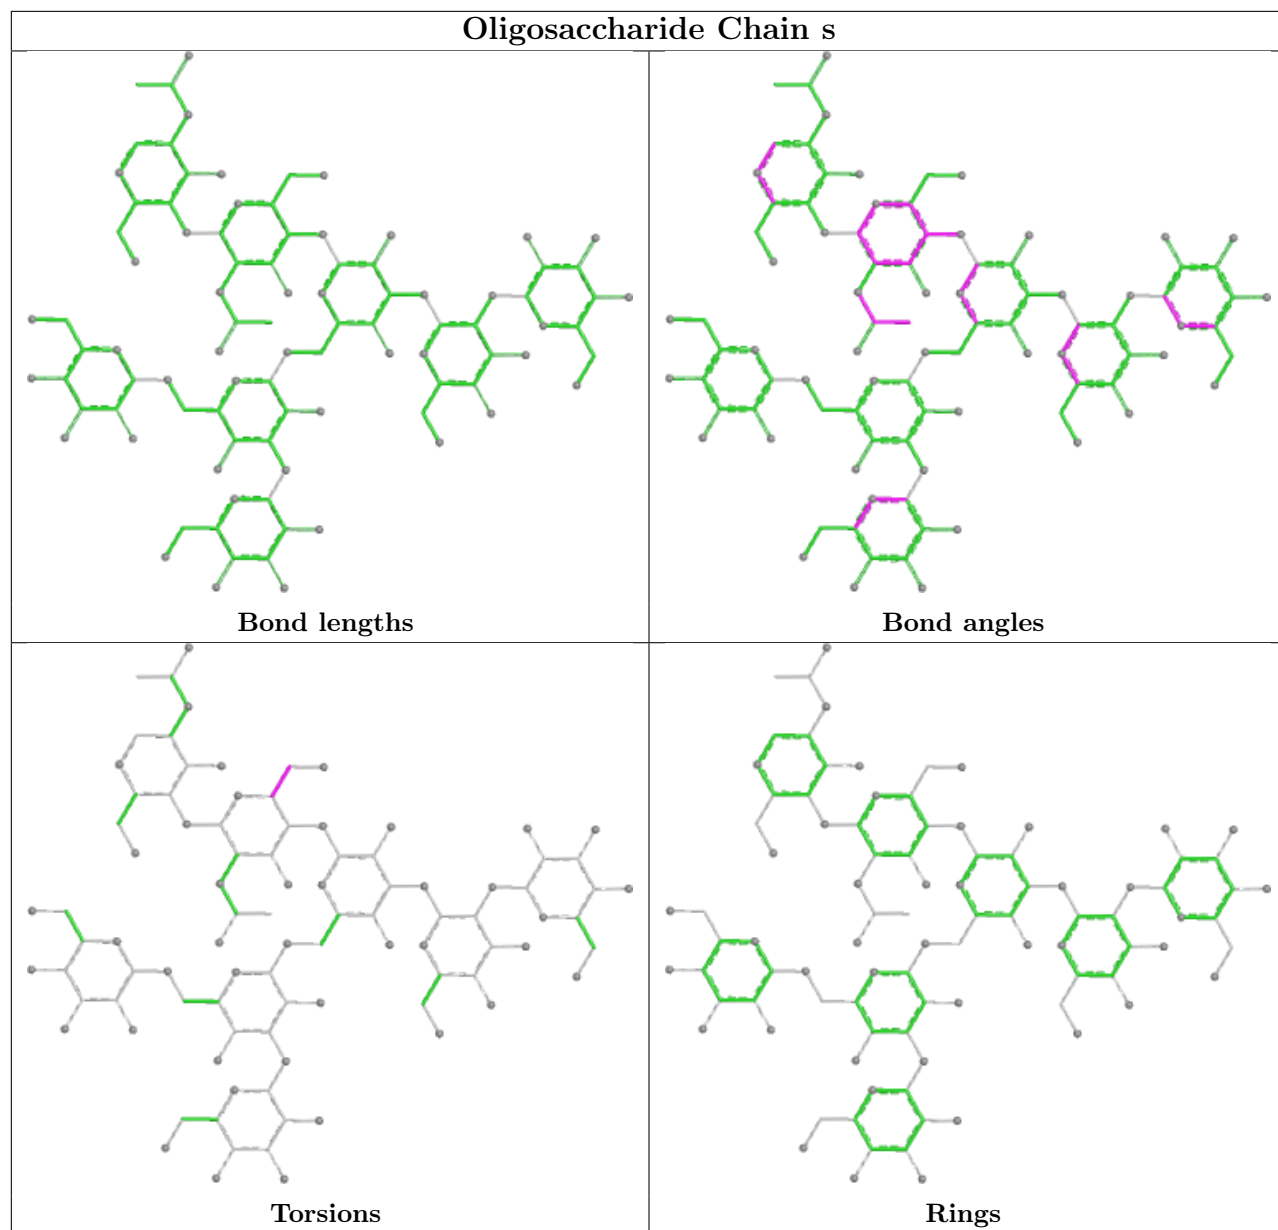 Oligosaccharide Chain s
Bond lengths
Bond angles
Torsions
Rings